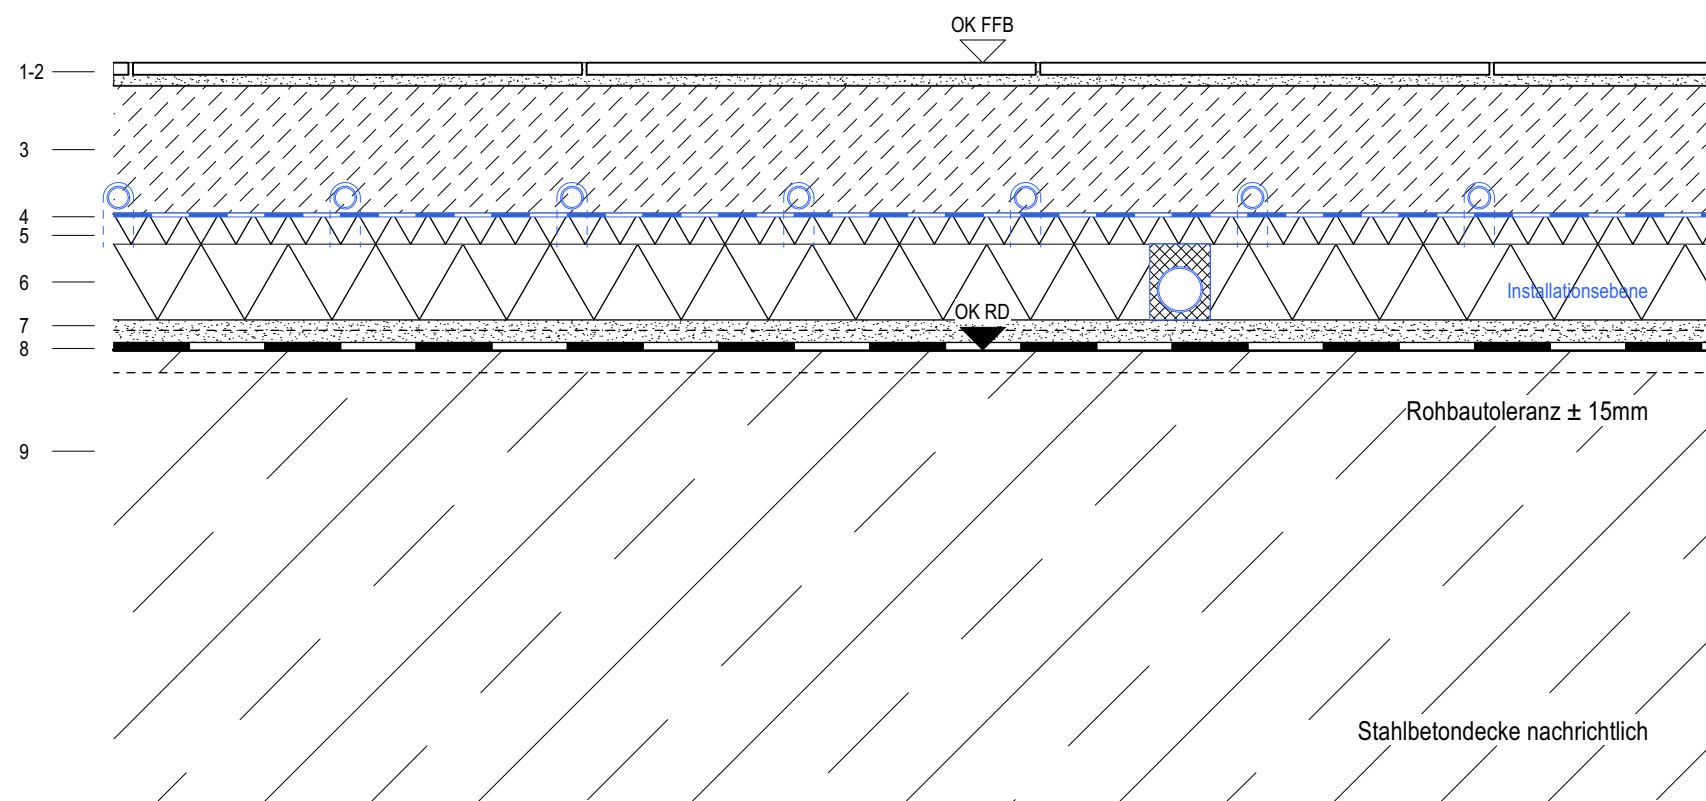 OK FFB
1-2
3
4
5
6
Installationsebene
OK RD
7
8
Rohbautoleranz ± 15mm
9
Stahlbetondecke nachrichtlich